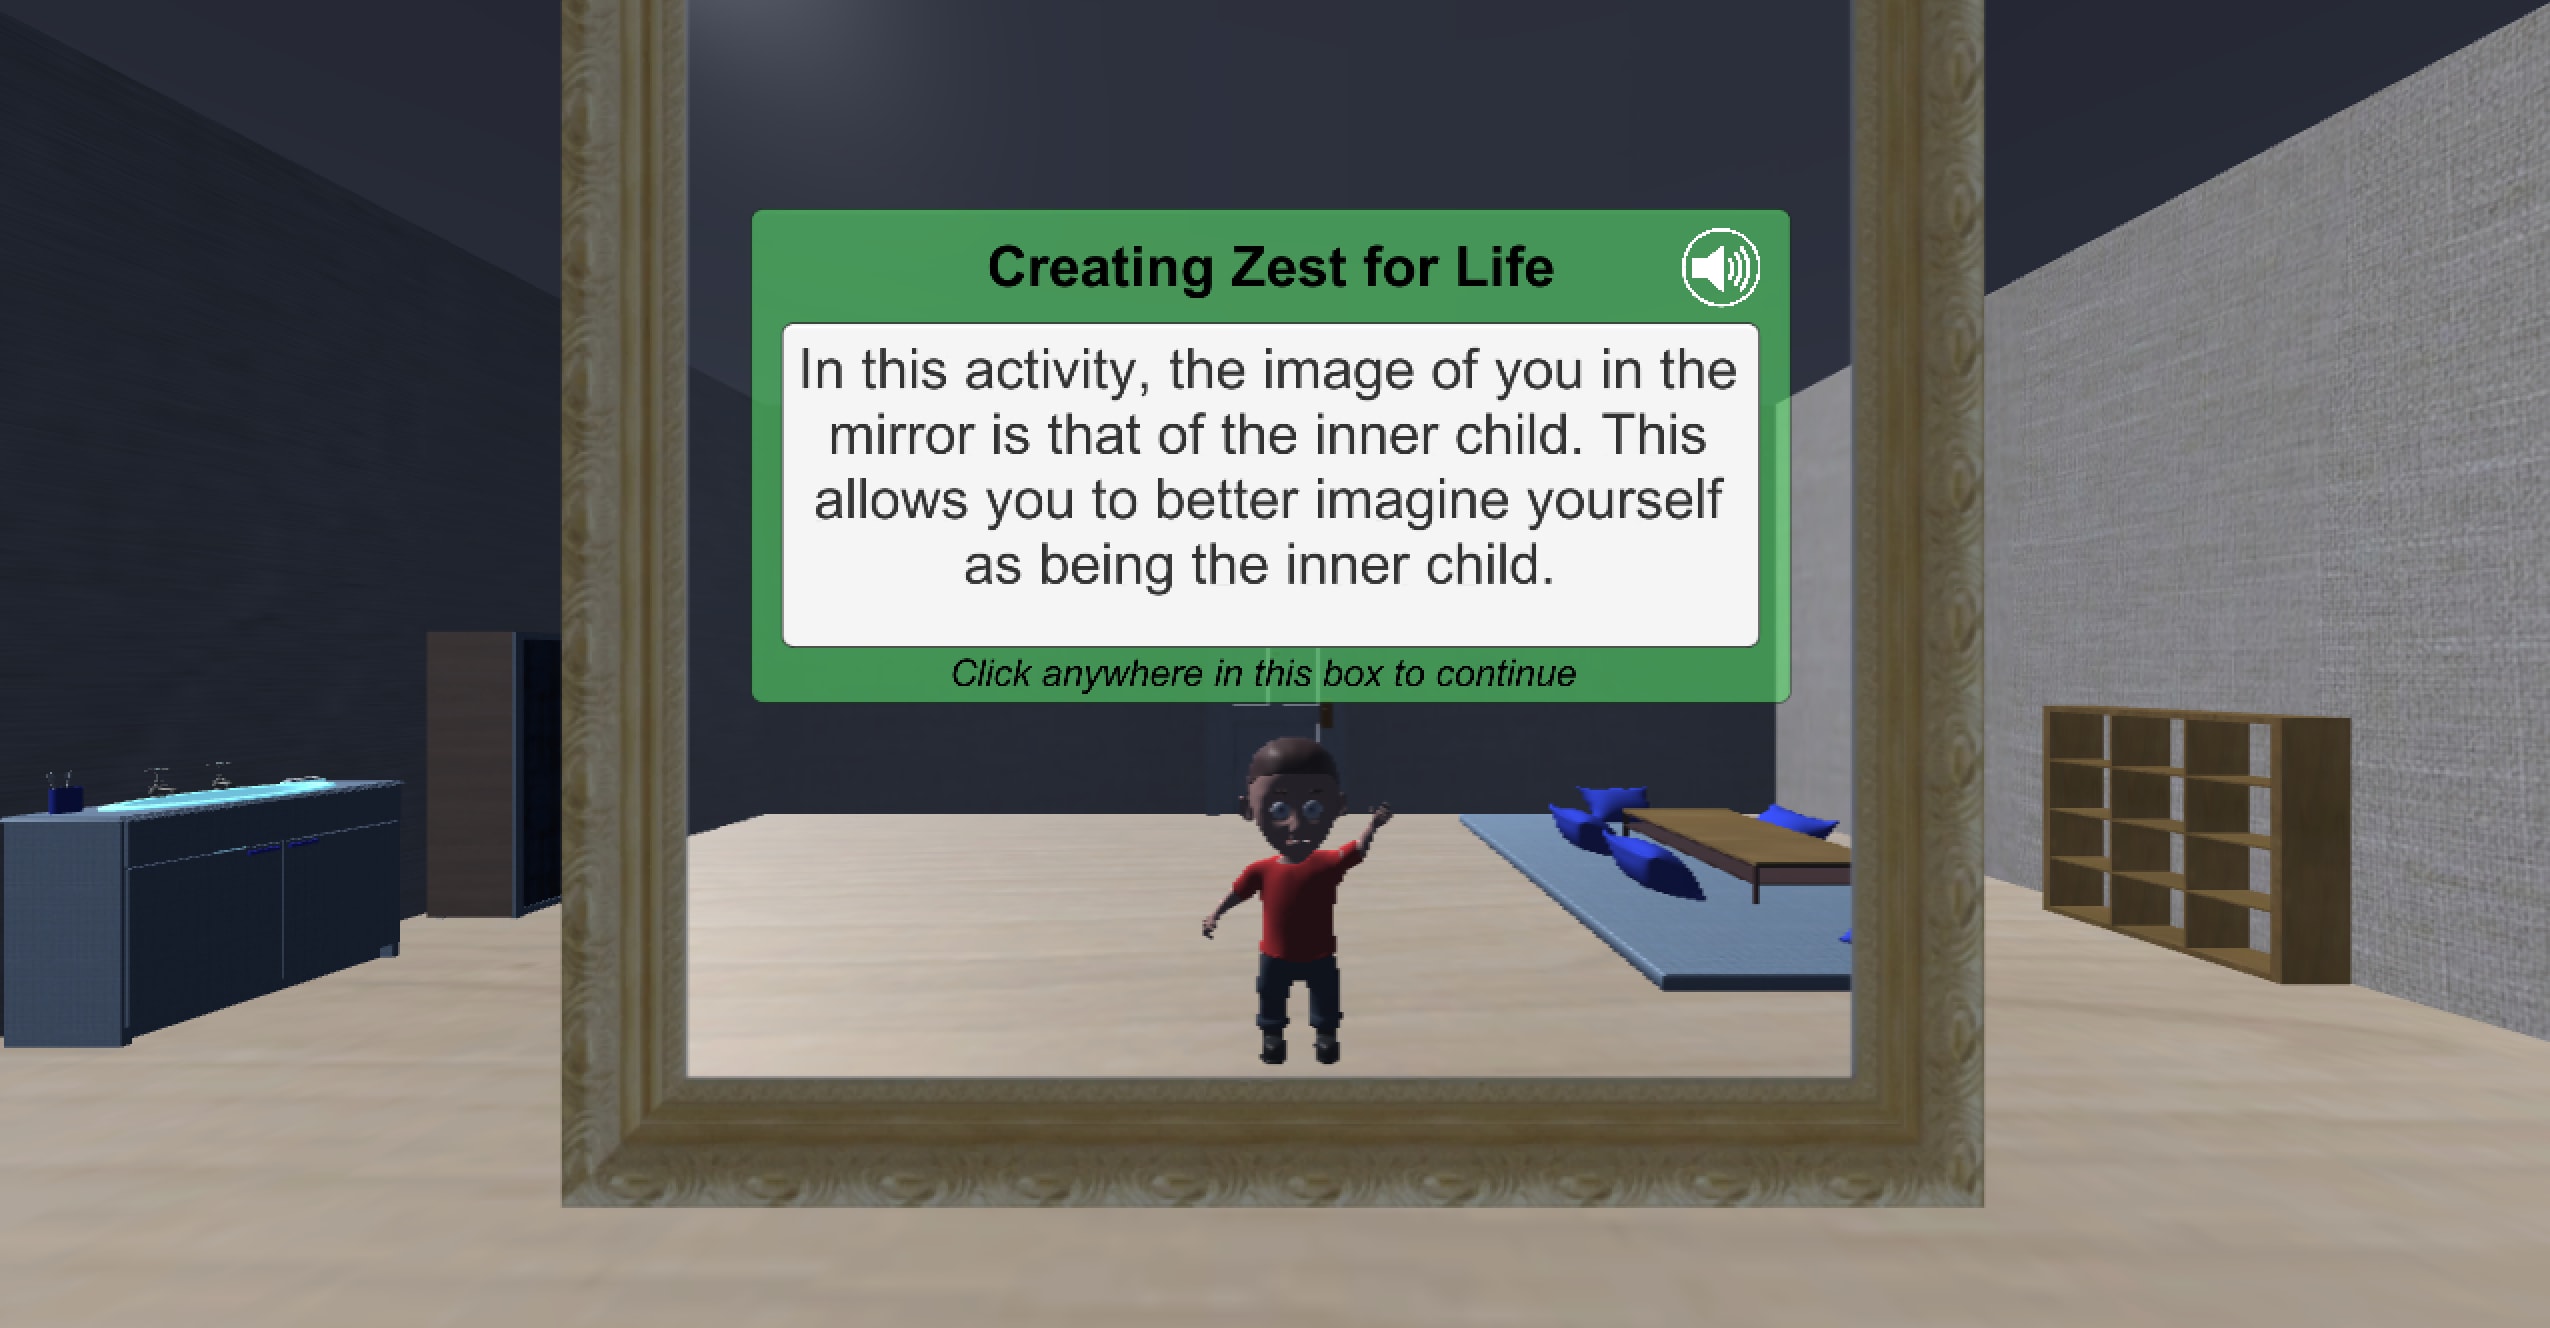 Creating Zest for Life
In this activity, the image of you in the
mirror is that of the inner child. This
allows you to better imagine yourself
as being the inner child.
Click anywhere in this box to continue